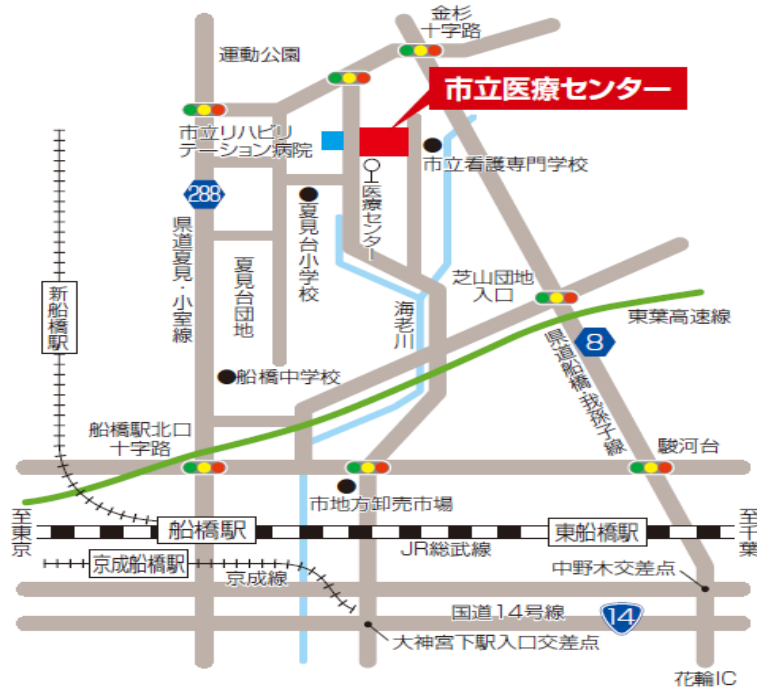 金杉
十字路
運動公園
市立医療センター
市立リハビリ
テーション病院
市立看護専門学校
医療センター
288
夏見台小学校
県道夏見・小室線
夏見台団地
芝山団地
入口
海老川
新船橋駅
東葉高速線
8
県道船橋・我孫子線
船橋中学校
船橋駅北口
十字路
駿河台
市地方卸売市場
至東京
船橋駅
東船橋駅
至千葉
JR総武線
京成船橋駅
京成線
中野木交差点
国道14号線
14
大神宮下駅入口交差点
花輪IC